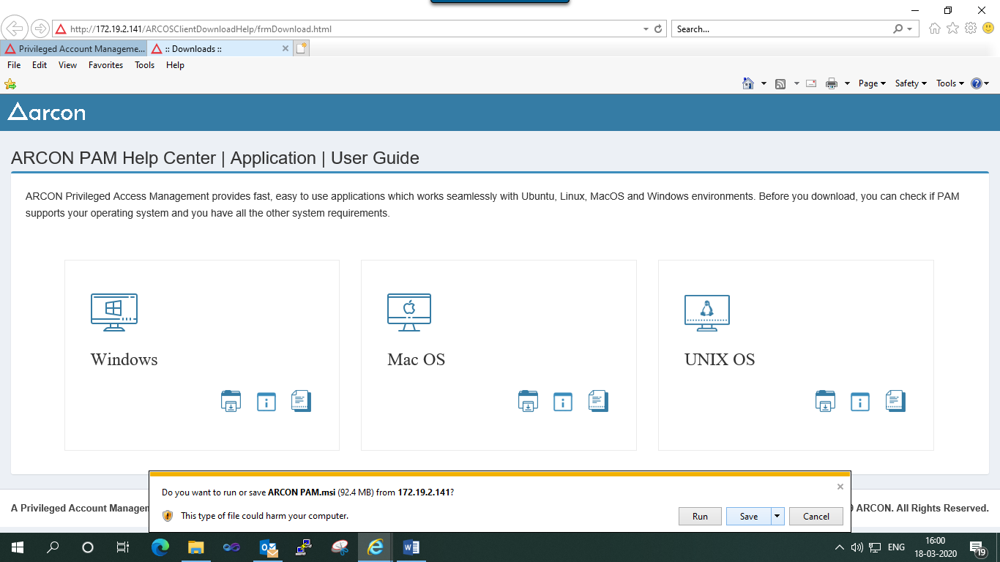 http://172.19.2.141/ARCOSClientDownloadHelp/frmDownload.html
Search...
Privileged Account Manageme...
:: Downloads ::
File Edit View Favorites Tools Help
Page Safety Tools
arcon
ARCON PAM Help Center | Application | User Guide
ARCON Privileged Access Management provides fast, easy to use applications which works seamlessly with Ubuntu, Linux, MacOS and Windows environments. Before you download, you can check if PAM
supports your operating system and you have all the other system requirements.
Windows
Mac OS
UNIX OS
Do you want to run or save ARCON PAM.msi (92.4 MB) from 172.19.2.141?
This type of file could harm your computer.
Run Save Cancel
A Privileged Account Managem
ARCON. All Rights Reserved.
ENG
16:00
18-03-2020
19